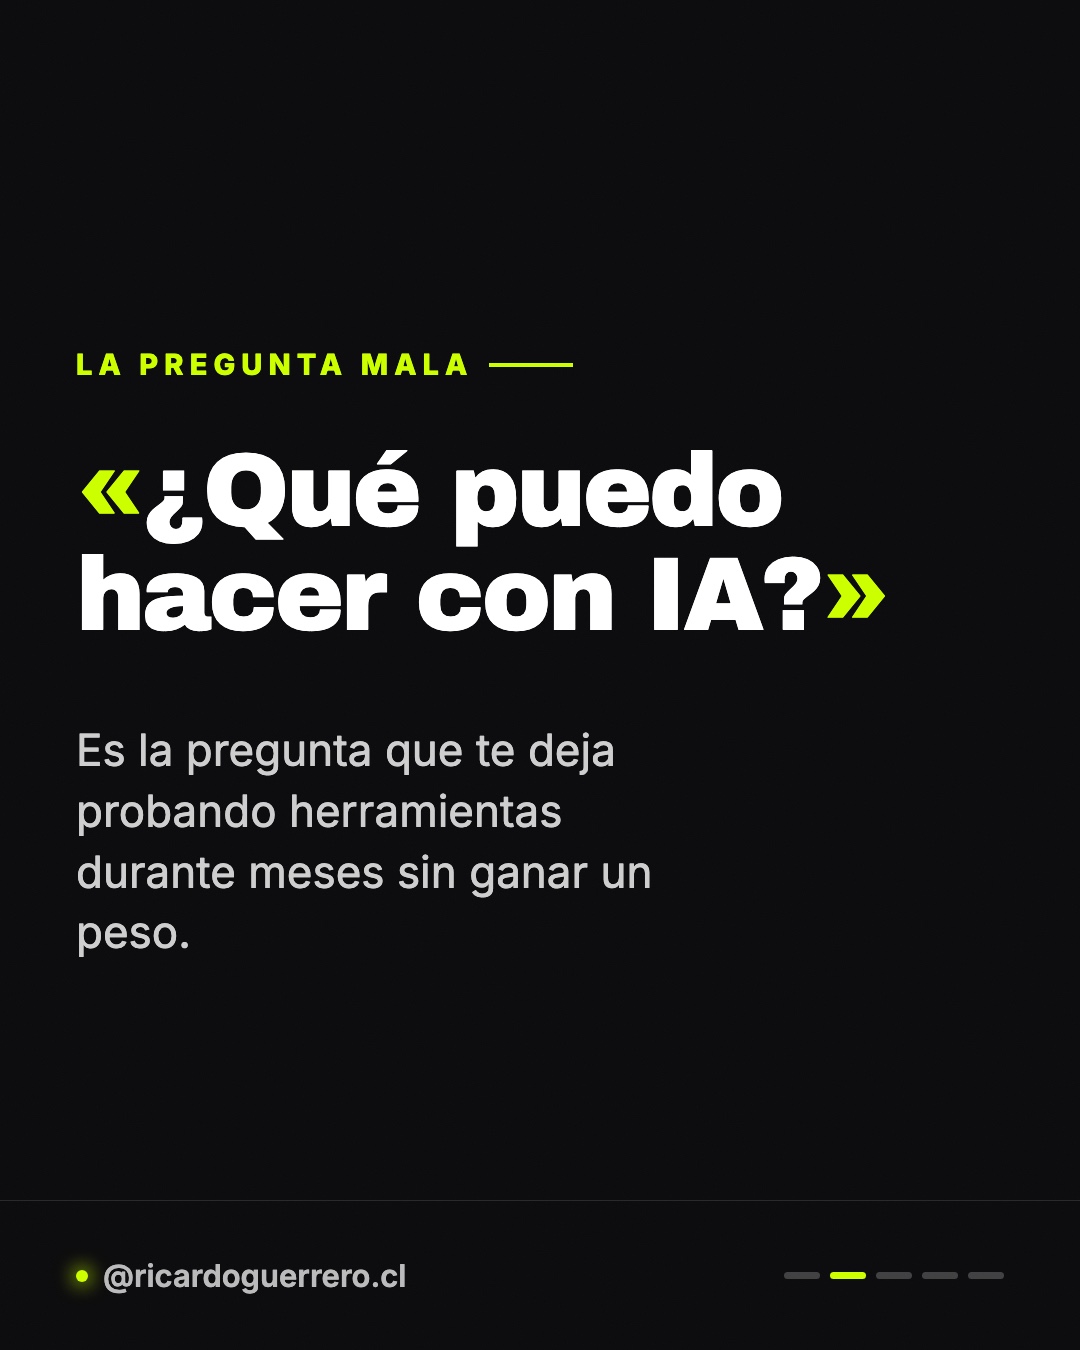 LA PREGUNTA MALA
«¿Qué puedo
hacer con IA?»
Es la pregunta que te deja
probando herramientas
durante meses sin ganar un
peso.
@ricardoguerrero.cl